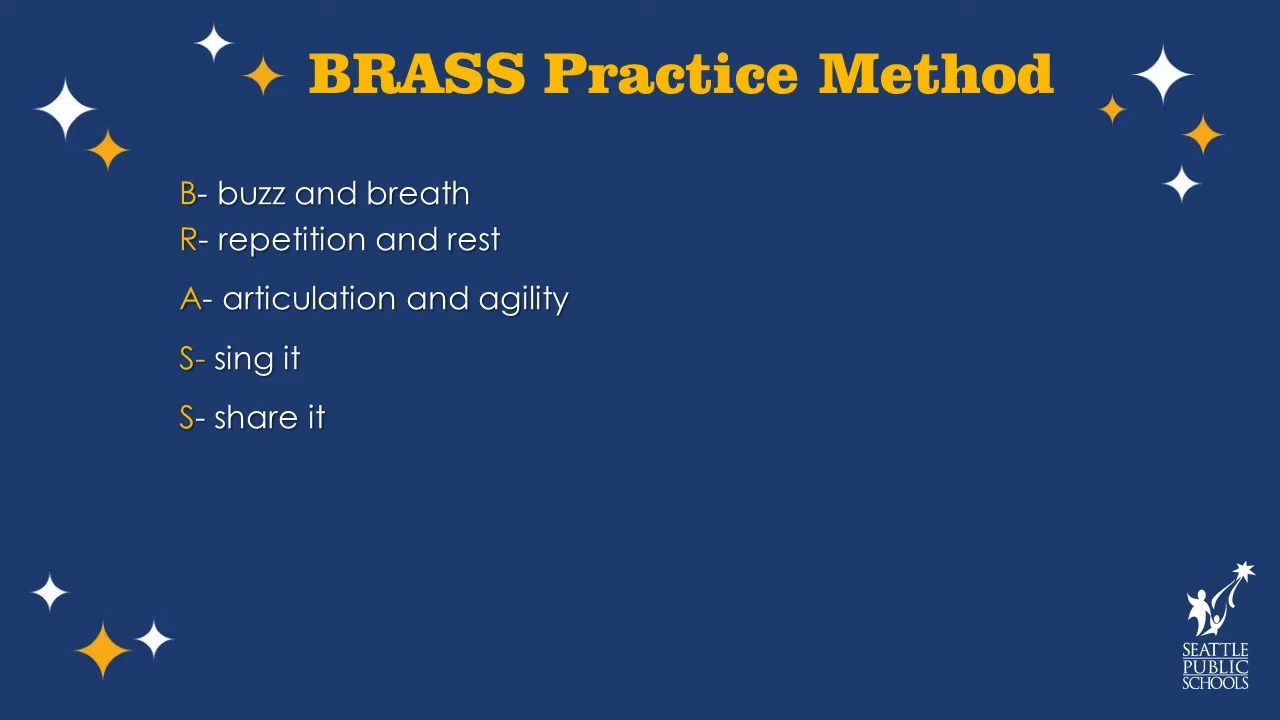 BRASS Practice Method
B- buzz and breath
R- repetition and rest
A- articulation and agility
S- sing it
S- share it
SEATTLE
PUBLIC
SCHOOLS